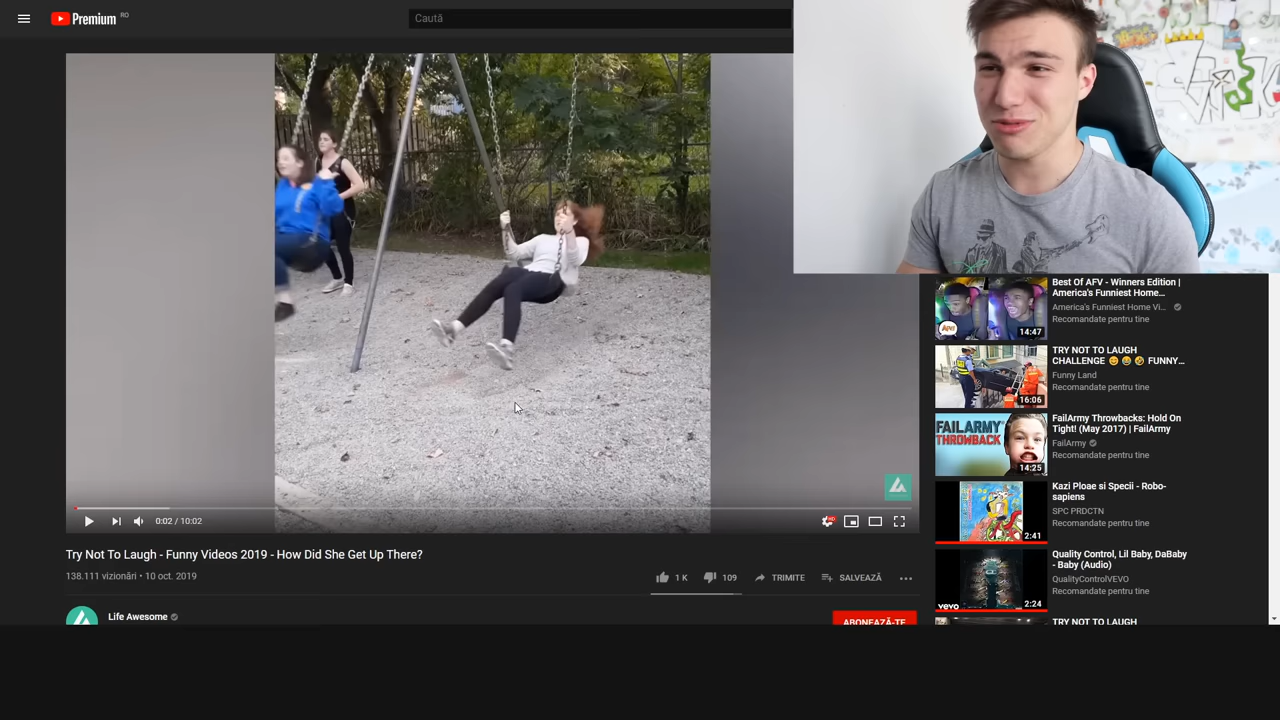 Premium RO
Caută
0:02 / 10:02
HD
Try Not To Laugh - Funny Videos 2019 - How Did She Get Up There?
138.111 vizionări • 10 oct. 2019
1 K
109
TRIMITE
SALVEAZĂ
Life Awesome
ABONEAZĂ-TE
14:47
Best Of AFV - Winners Edition |
America's Funniest Home...
America's Funniest Home Vi...
Recomandate pentru tine
16:06
TRY NOT TO LAUGH
CHALLENGE 😊 😂 🤣 FUNNY...
Funny Land
Recomandate pentru tine
FAILARMY
THROWBACK
14:25
FailArmy Throwbacks: Hold On
Tight! (May 2017) | FailArmy
FailArmy
Recomandate pentru tine
2:41
Kazi Ploae si Specii - Robo-
sapiens
SPC PRDCTN
Recomandate pentru tine
vevo
2:24
Quality Control, Lil Baby, DaBaby
- Baby (Audio)
QualityControlVEVO
Recomandate pentru tine
TRY NOT TO LAUGH